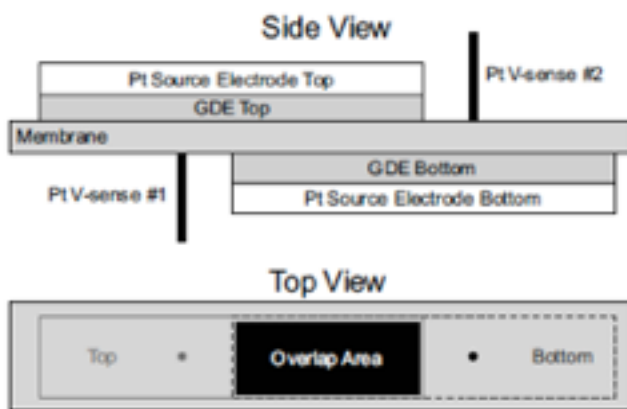 Side View
Pt Source Electrode Top
Pt V-sense #2
GDE Top
Membrane
GDE Bottom
Pt V-sense #1
Pt Source Electrode Bottom
Top View
Top
Overlap Area
Bottom